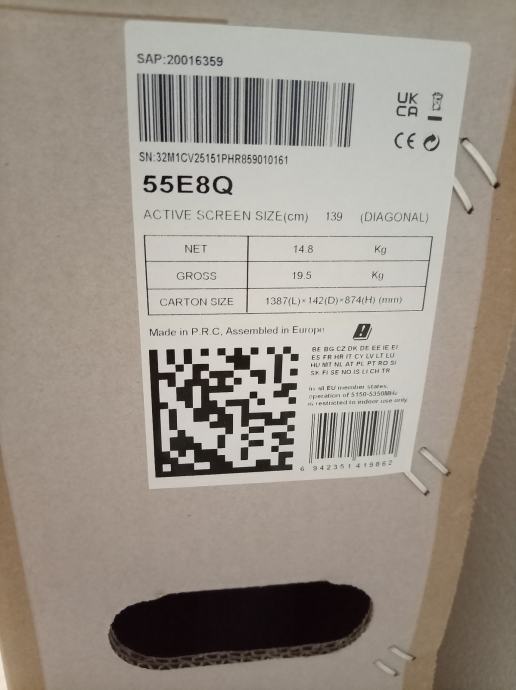 SAP:20016359
UK
CA
CE
SN:32M1CV25151PHR859010161
55E8Q
ACTIVE SCREEN SIZE(cm) 139 (DIAGONAL)
NET 14.8 Kg
GROSS 19.5 Kg
CARTON SIZE 1387(L)×142(D)×874(H) (mm)
Made in P.R.C, Assembled in Europe
BE BG CZ DK DE EE IE EL
ES FR HR IT CY LV LT LU
HU MT NL AT PL PT RO SI
SK FI SE NO IS LI CH TR
In all EU member states,
operation of 5150-5350MHz
is restricted to indoor use only.
6 942351 419862